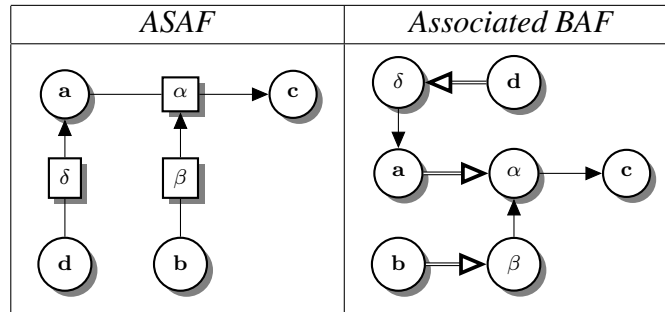 ASAF Associated BAF
a α c δ d
δ β a α c
d b b β